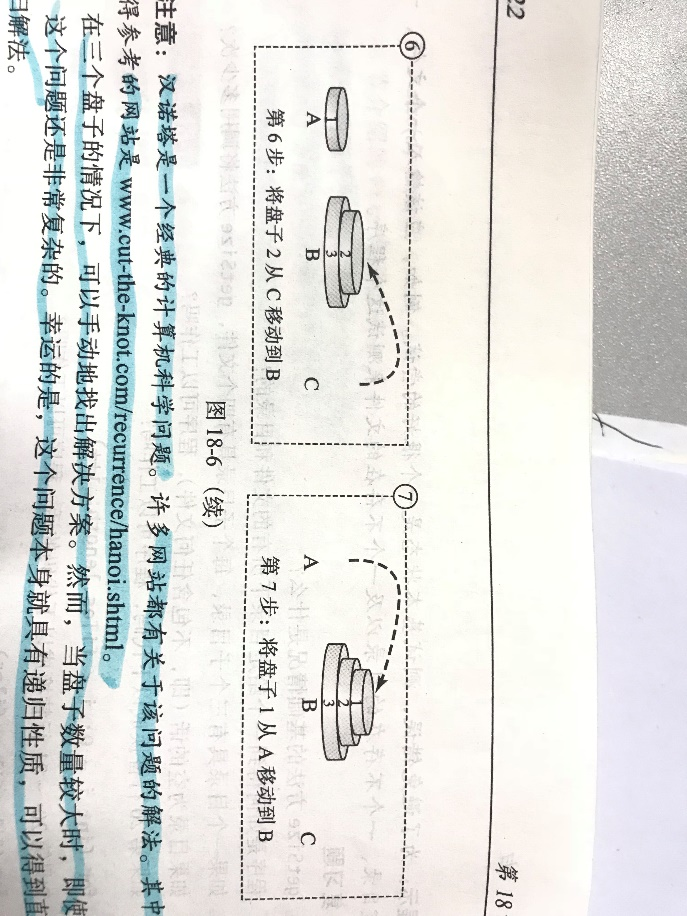 22
第18
⑥
1
2
3
A
B
C
第6步：将盘子2从C移动到B
⑦
1
2
3
A
B
C
第7步：将盘子1从A移动到B
图18-6（续）
注意：汉诺塔是一个经典的计算机科学问题。许多网站都有关于该问题的解法。其中
得参考的网站是www.cut-the-knot.com/recurrence/hanoi.shtml。
在三个盘子的情况下，可以手动地找出解决方案。然而，当盘子数量较大时，即使
这个问题还是非常复杂的。幸运的是，这个问题本身就具有递归性质，可以得到直
归解法。